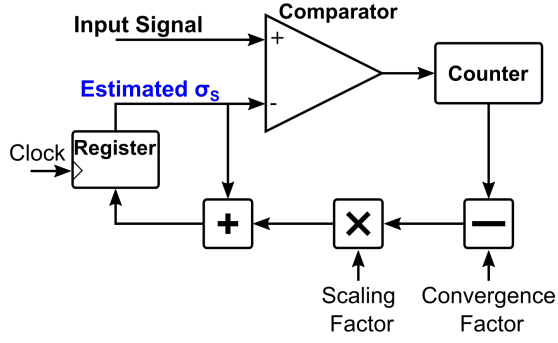 Comparator
Input Signal
+
Counter
Estimated σS
-
Register
Clock
+
×
—
Scaling
Factor
Convergence
Factor